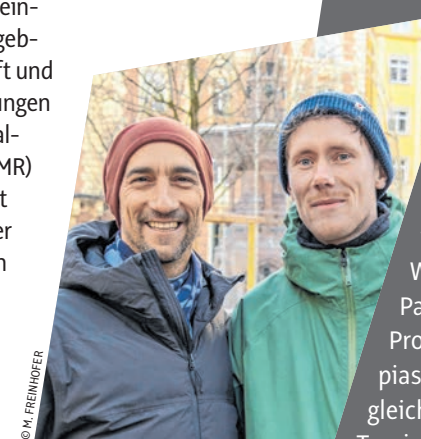 ein-
geb-
ft und
ungen
al-
MR)
t
er
n
© M. FREINHOFER
W
Pa
Pro
pias
gleich